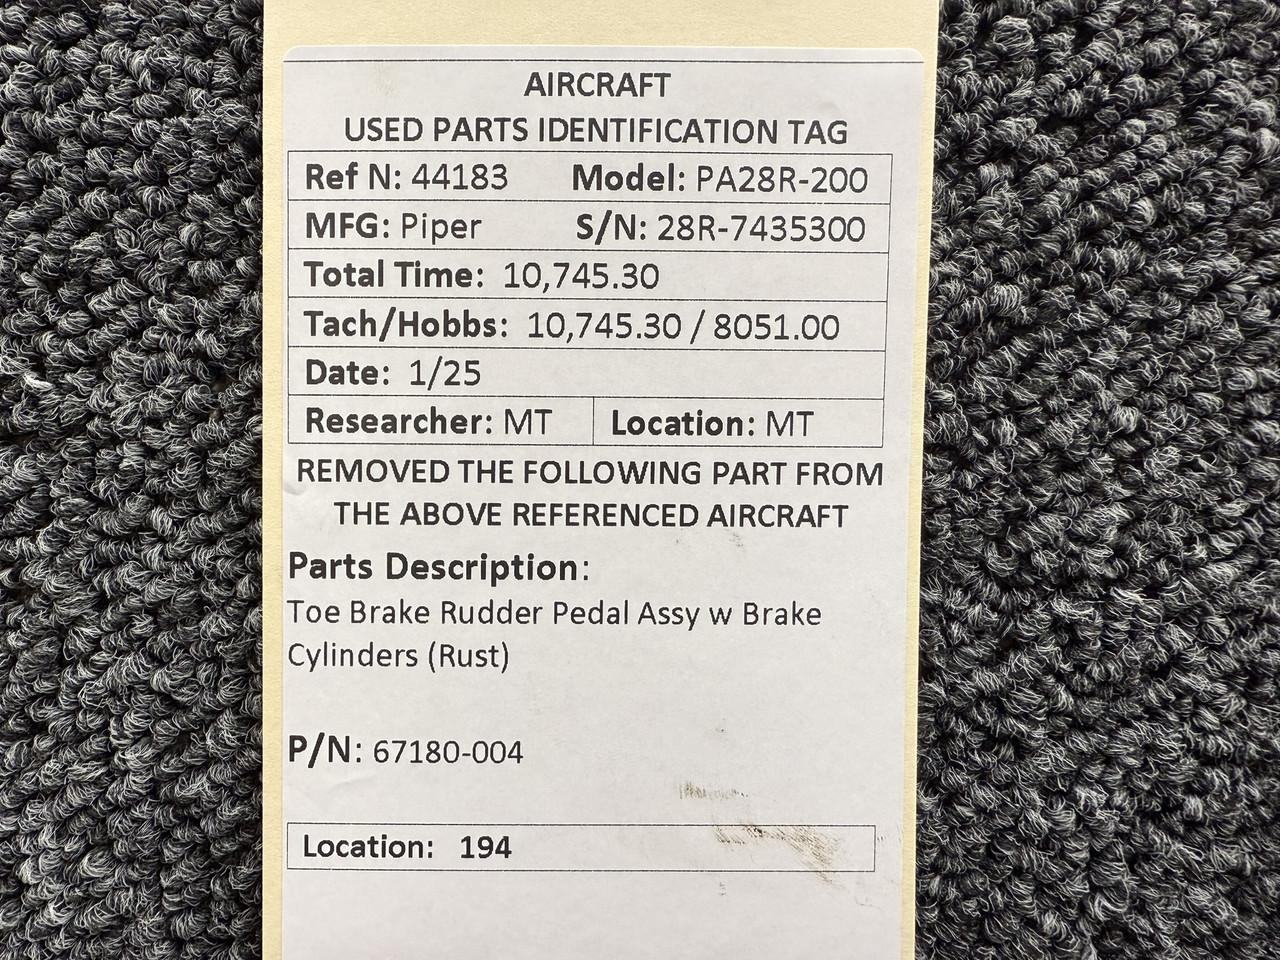 AIRCRAFT
USED PARTS IDENTIFICATION TAG
Ref N: 44183 Model: PA28R-200
MFG: Piper S/N: 28R-7435300
Total Time: 10,745.30
Tach/Hobbs: 10,745.30 / 8051.00
Date: 1/25
Researcher: MT Location: MT
REMOVED THE FOLLOWING PART FROM
THE ABOVE REFERENCED AIRCRAFT
Parts Description:
Toe Brake Rudder Pedal Assy w Brake
Cylinders (Rust)
P/N: 67180-004
Location: 194